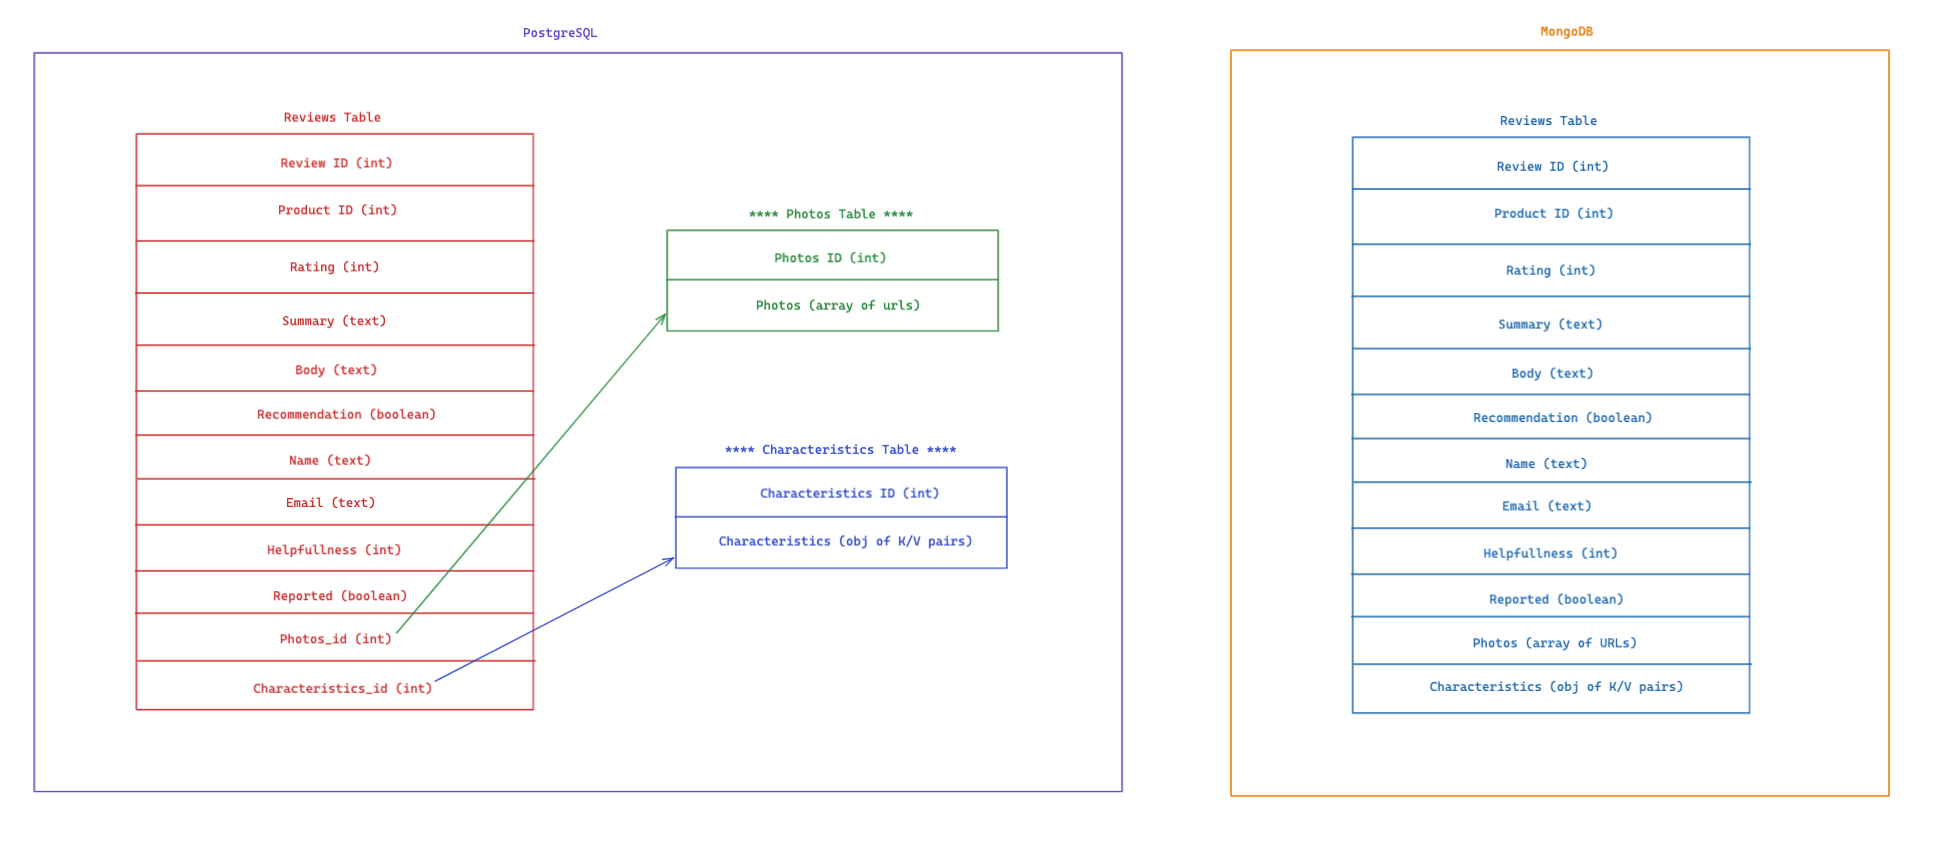 PostgreSQL
Reviews Table
Review ID (int)
Product ID (int)
Rating (int)
Summary (text)
Body (text)
Recommendation (boolean)
Name (text)
Email (text)
Helpfullness (int)
Reported (boolean)
Photos_id (int)
Characteristics_id (int)
**** Photos Table ****
Photos ID (int)
Photos (array of urls)
**** Characteristics Table ****
Characteristics ID (int)
Characteristics (obj of K/V pairs)
MongoDB
Reviews Table
Review ID (int)
Product ID (int)
Rating (int)
Summary (text)
Body (text)
Recommendation (boolean)
Name (text)
Email (text)
Helpfullness (int)
Reported (boolean)
Photos (array of URLs)
Characteristics (obj of K/V pairs)